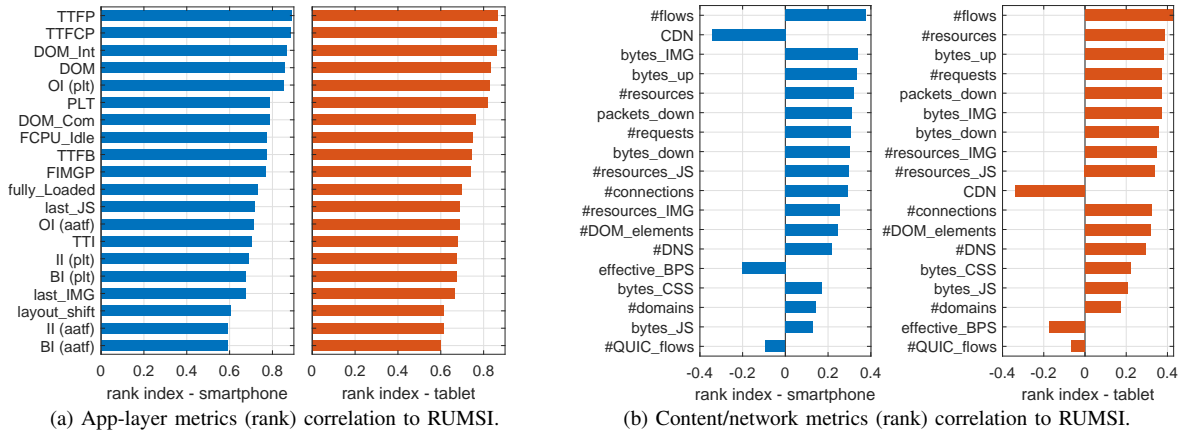 TTFP
TTFCP
DOM_Int
DOM
OI (plt)
PLT
DOM_Com
FCPU_Idle
TTFB
FIMGP
fully_Loaded
last_JS
OI (aatf)
TTI
II (plt)
BI (plt)
last_IMG
layout_shift
II (aatf)
BI (aatf)
0 0.2 0.4 0.6 0.8
rank index - smartphone
0 0.2 0.4 0.6 0.8
rank index - tablet
(a) App-layer metrics (rank) correlation to RUMSI.
#flows
CDN
bytes_IMG
bytes_up
#resources
packets_down
#requests
bytes_down
#resources_JS
#connections
#resources_IMG
#DOM_elements
#DNS
effective_BPS
bytes_CSS
#domains
bytes_JS
#QUIC_flows
-0.4 -0.2 0 0.2 0.4
rank index - smartphone
#flows
#resources
bytes_up
#requests
packets_down
bytes_IMG
bytes_down
#resources_IMG
#resources_JS
CDN
#connections
#DOM_elements
#DNS
bytes_CSS
bytes_JS
#domains
effective_BPS
#QUIC_flows
-0.4 -0.2 0 0.2 0.4
rank index - tablet
(b) Content/network metrics (rank) correlation to RUMSI.